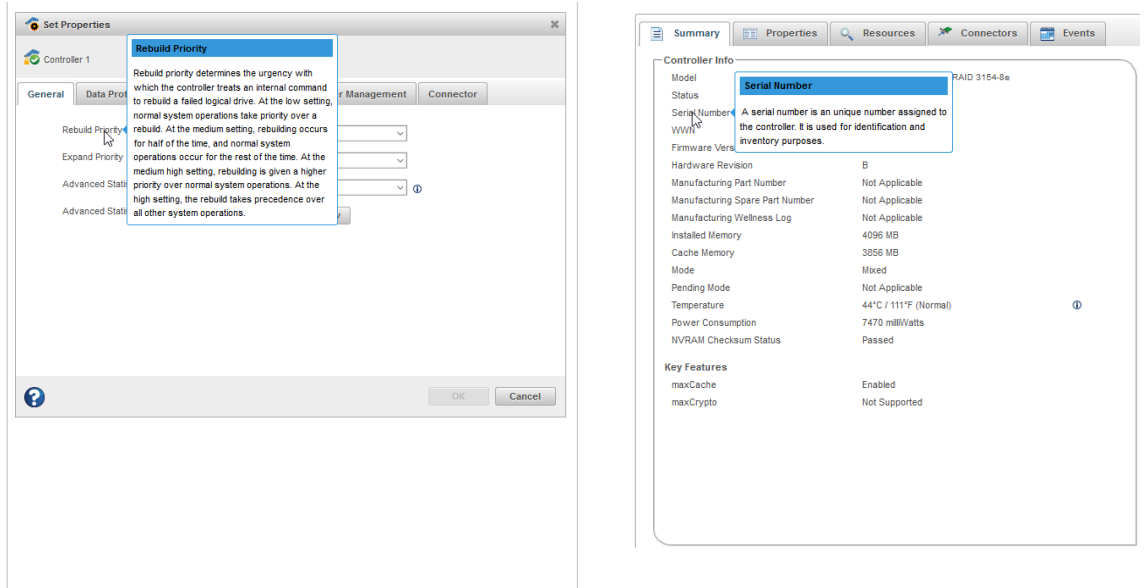 Set Properties
Controller 1
General
Data Prot
r Management
Connector
Rebuild Priority
Expand Priority
Advanced Stati
Advanced Stati
Rebuild Priority
Rebuild priority determines the urgency with
which the controller treats an internal command
to rebuild a failed logical drive. At the low setting,
normal system operations take priority over a
rebuild. At the medium setting, rebuilding occurs
for half of the time, and normal system
operations occur for the rest of the time. At the
medium high setting, rebuilding is given a higher
priority over normal system operations. At the
high setting, the rebuild takes precedence over
all other system operations.
OK
Cancel
Summary
Properties
Resources
Connectors
Events
Controller Info
Model RAID 3154-8e
Status
Serial Number
WWN
Firmware Vers
Serial Number
A serial number is an unique number assigned to
the controller. It is used for identification and
inventory purposes.
Hardware Revision B
Manufacturing Part Number Not Applicable
Manufacturing Spare Part Number Not Applicable
Manufacturing Wellness Log Not Applicable
Installed Memory 4096 MB
Cache Memory 3856 MB
Mode Mixed
Pending Mode Not Applicable
Temperature 44°C / 111°F (Normal)
Power Consumption 7470 milliWatts
NVRAM Checksum Status Passed
Key Features
maxCache Enabled
maxCrypto Not Supported